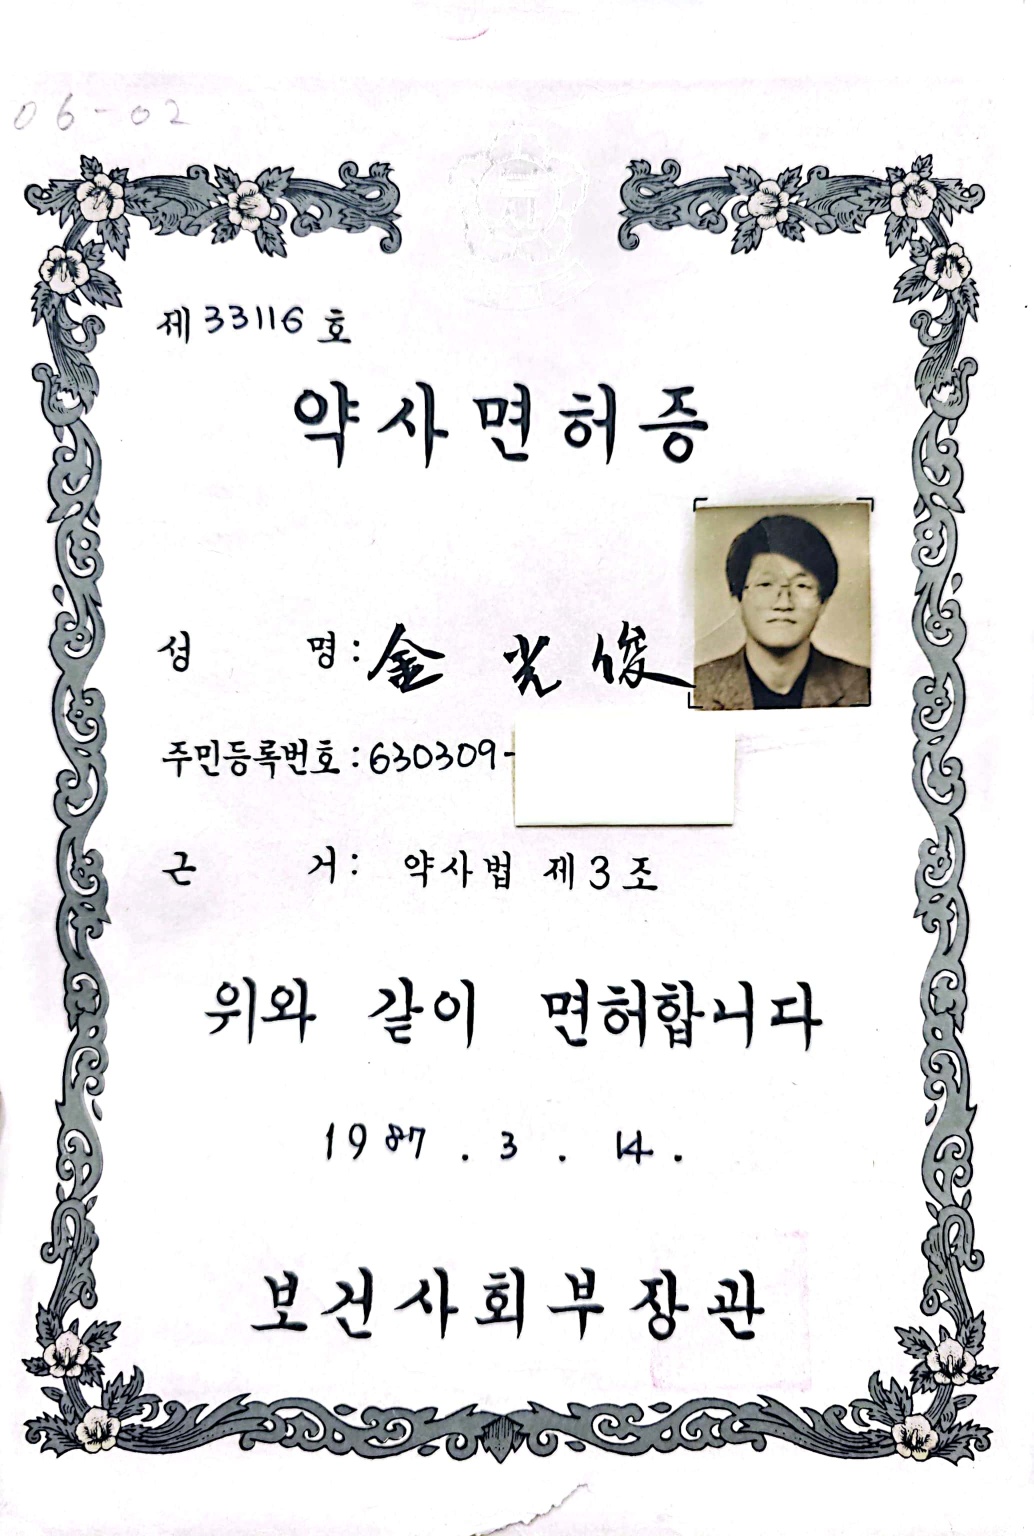 06-02
제 33116 호
약사면허증
성 명: 金光俊
주민등록번호: 630309-
근 거: 약사법 제3조
위와 같이 면허합니다
1987. 3. 14.
보건사회부장관